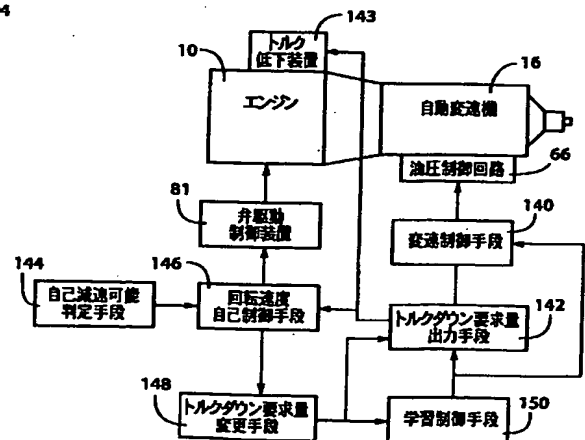 4
143
トルク
低下装置
10
エンジン
16
自動変速機
油圧制御回路
66
81
弁駆動
制御装置
140
変速制御手段
144
自己減速可能
判定手段
146
回転速度
自己制御手段
142
トルクダウン要求量
出力手段
148
トルクダウン要求量
変更手段
学習制御手段
150